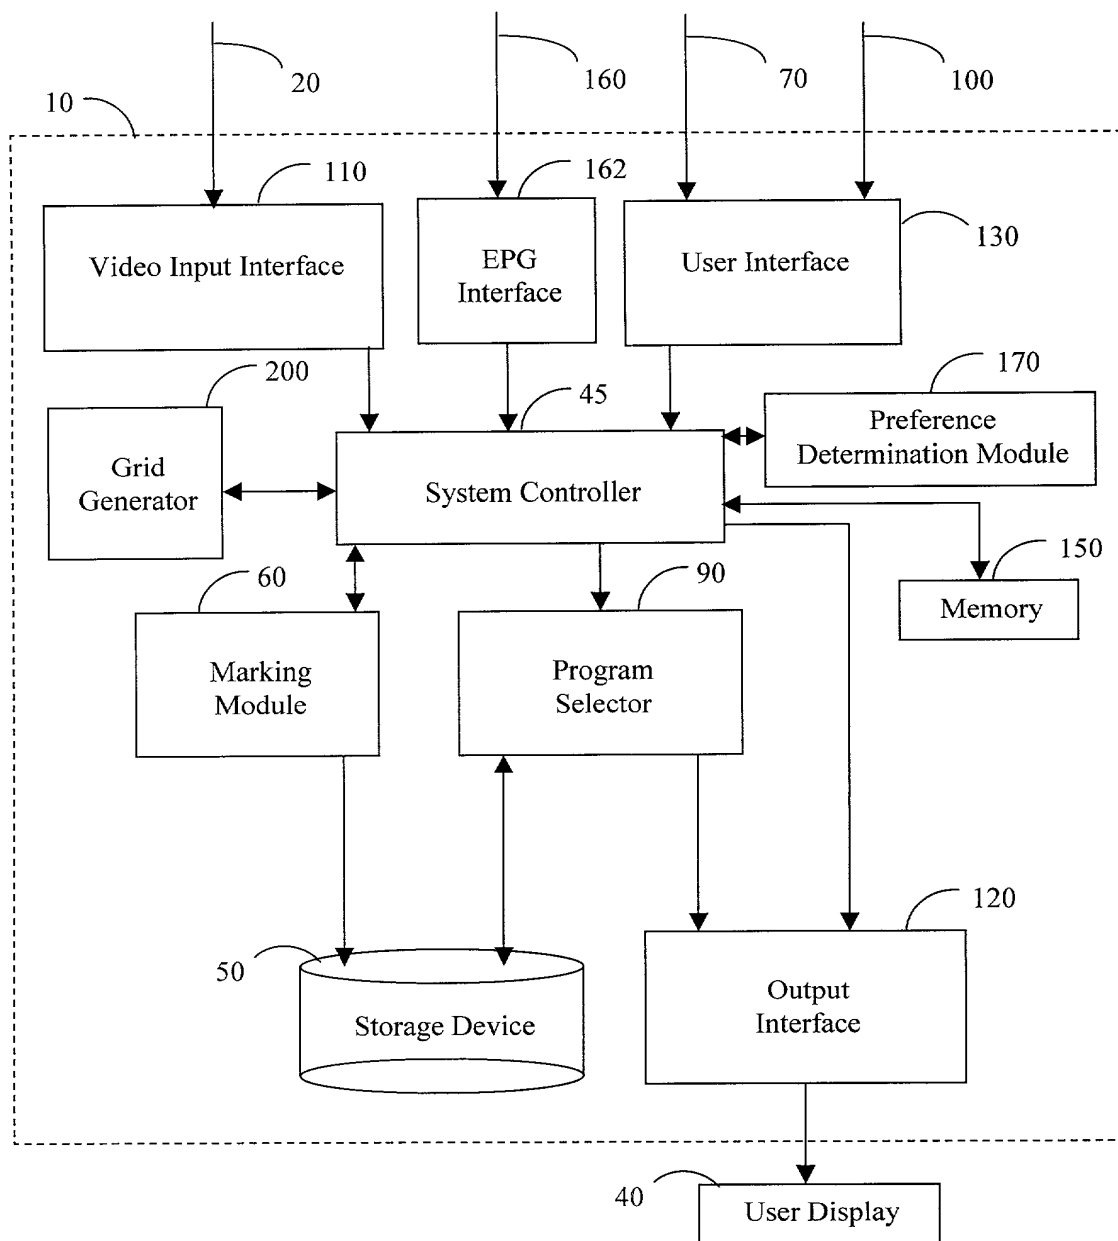 20
160
70
100
10
110
162
130
Video Input Interface
EPG
Interface
User Interface
200
45
170
Grid
Generator
System Controller
Preference
Determination Module
60
90
150
Marking
Module
Program
Selector
Memory
50
120
Storage Device
Output
Interface
40
User Display